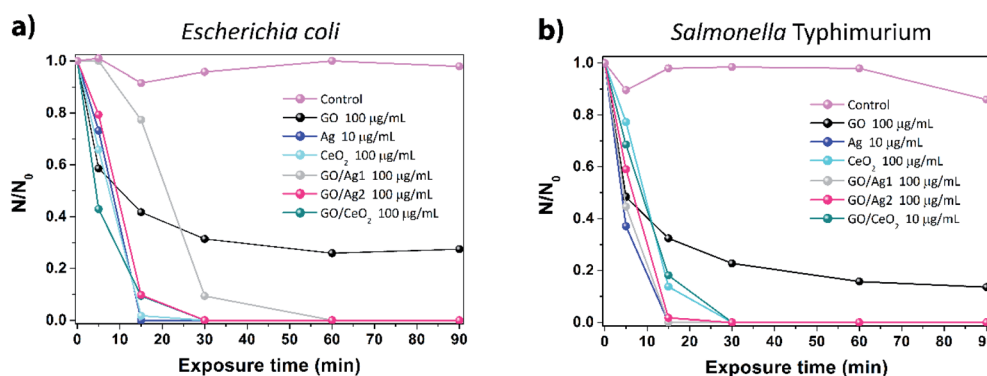 a)
Escherichia coli
N/N0
1.0
0.8
0.6
0.4
0.2
0.0
Control
GO 100 µg/mL
Ag 10 µg/mL
CeO2 100 µg/mL
GO/Ag1 100 µg/mL
GO/Ag2 100 µg/mL
GO/CeO2 100 µg/mL
0 10 20 30 40 50 60 70 80 90
Exposure time (min)
b)
Salmonella Typhimurium
N/N0
1.0
0.8
0.6
0.4
0.2
0.0
Control
GO 100 µg/mL
Ag 10 µg/mL
CeO2 100 µg/mL
GO/Ag1 100 µg/mL
GO/Ag2 100 µg/mL
GO/CeO2 10 µg/mL
0 10 20 30 40 50 60 70 80 90
Exposure time (min)